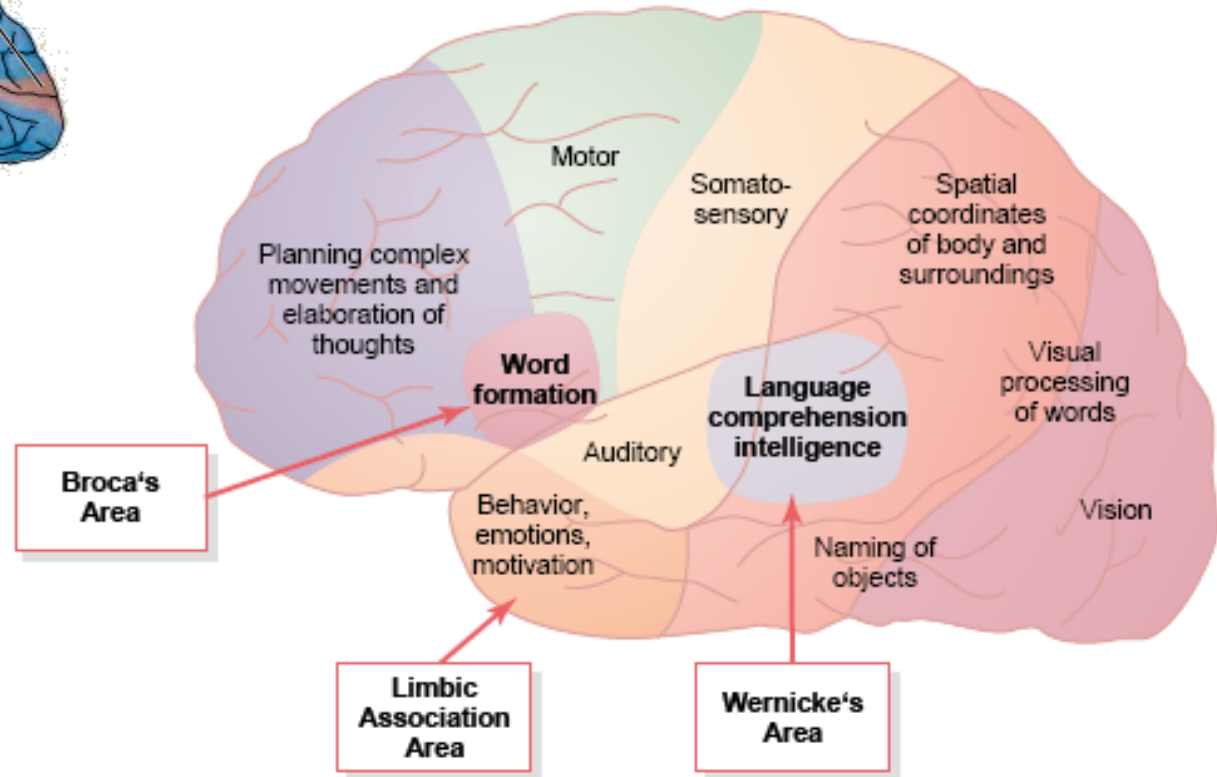 Motor
Somato-
sensory
Spatial
coordinates
of body and
surroundings
Planning complex
movements and
elaboration of
thoughts
Word
formation
Visual
processing
of words
Language
comprehension
intelligence
Auditory
Broca‘s
Area
Behavior,
emotions,
motivation
Vision
Naming of
objects
Limbic
Association
Area
Wernicke‘s
Area